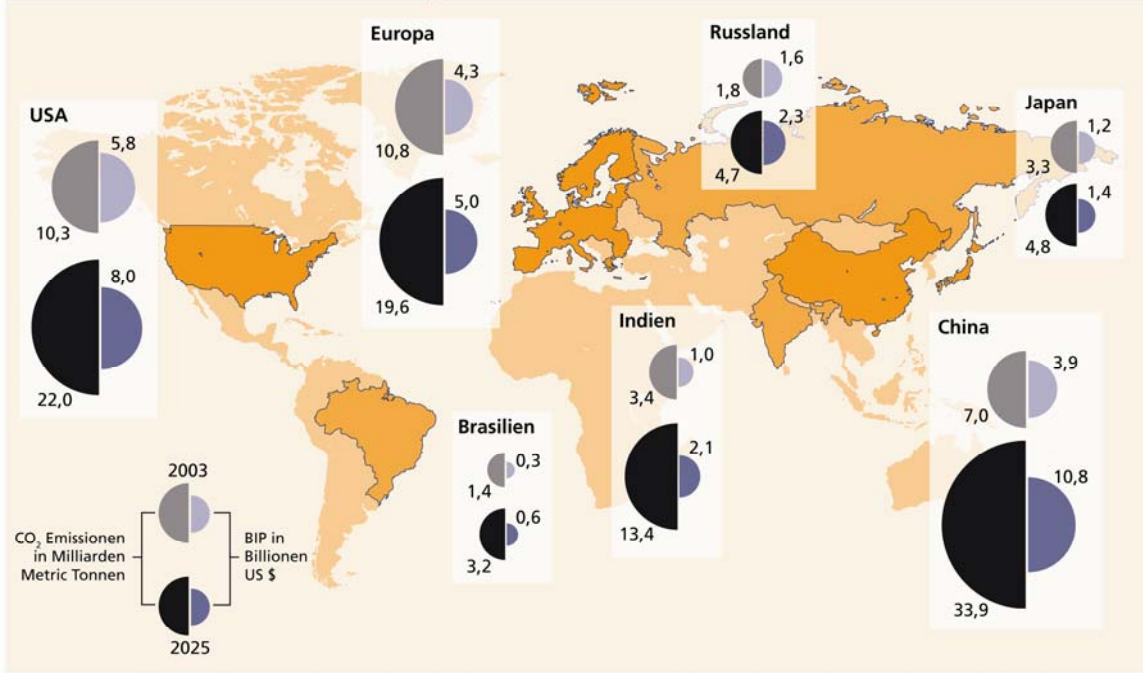 USA
5,8
10,3
8,0
22,0
Europa
4,3
10,8
5,0
19,6
Russland
1,6
1,8
2,3
4,7
Japan
1,2
3,3
1,4
4,8
Indien
1,0
3,4
2,1
13,4
China
3,9
7,0
10,8
33,9
Brasilien
0,3
1,4
0,6
3,2
2003
CO₂ Emissionen
in Milliarden
Metric Tonnen
BIP in
Billionen
US $
2025